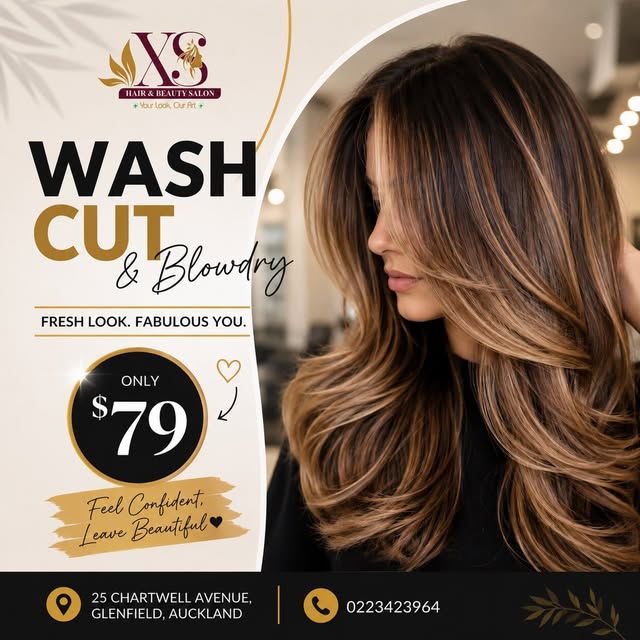 XS
HAIR & BEAUTY SALON
Your Look, Our Art
WASH
CUT
& Blowdry
FRESH LOOK. FABULOUS YOU.
ONLY
$79
Feel Confident,
Leave Beautiful
25 CHARTWELL AVENUE,
GLENFIELD, AUCKLAND
0223423964